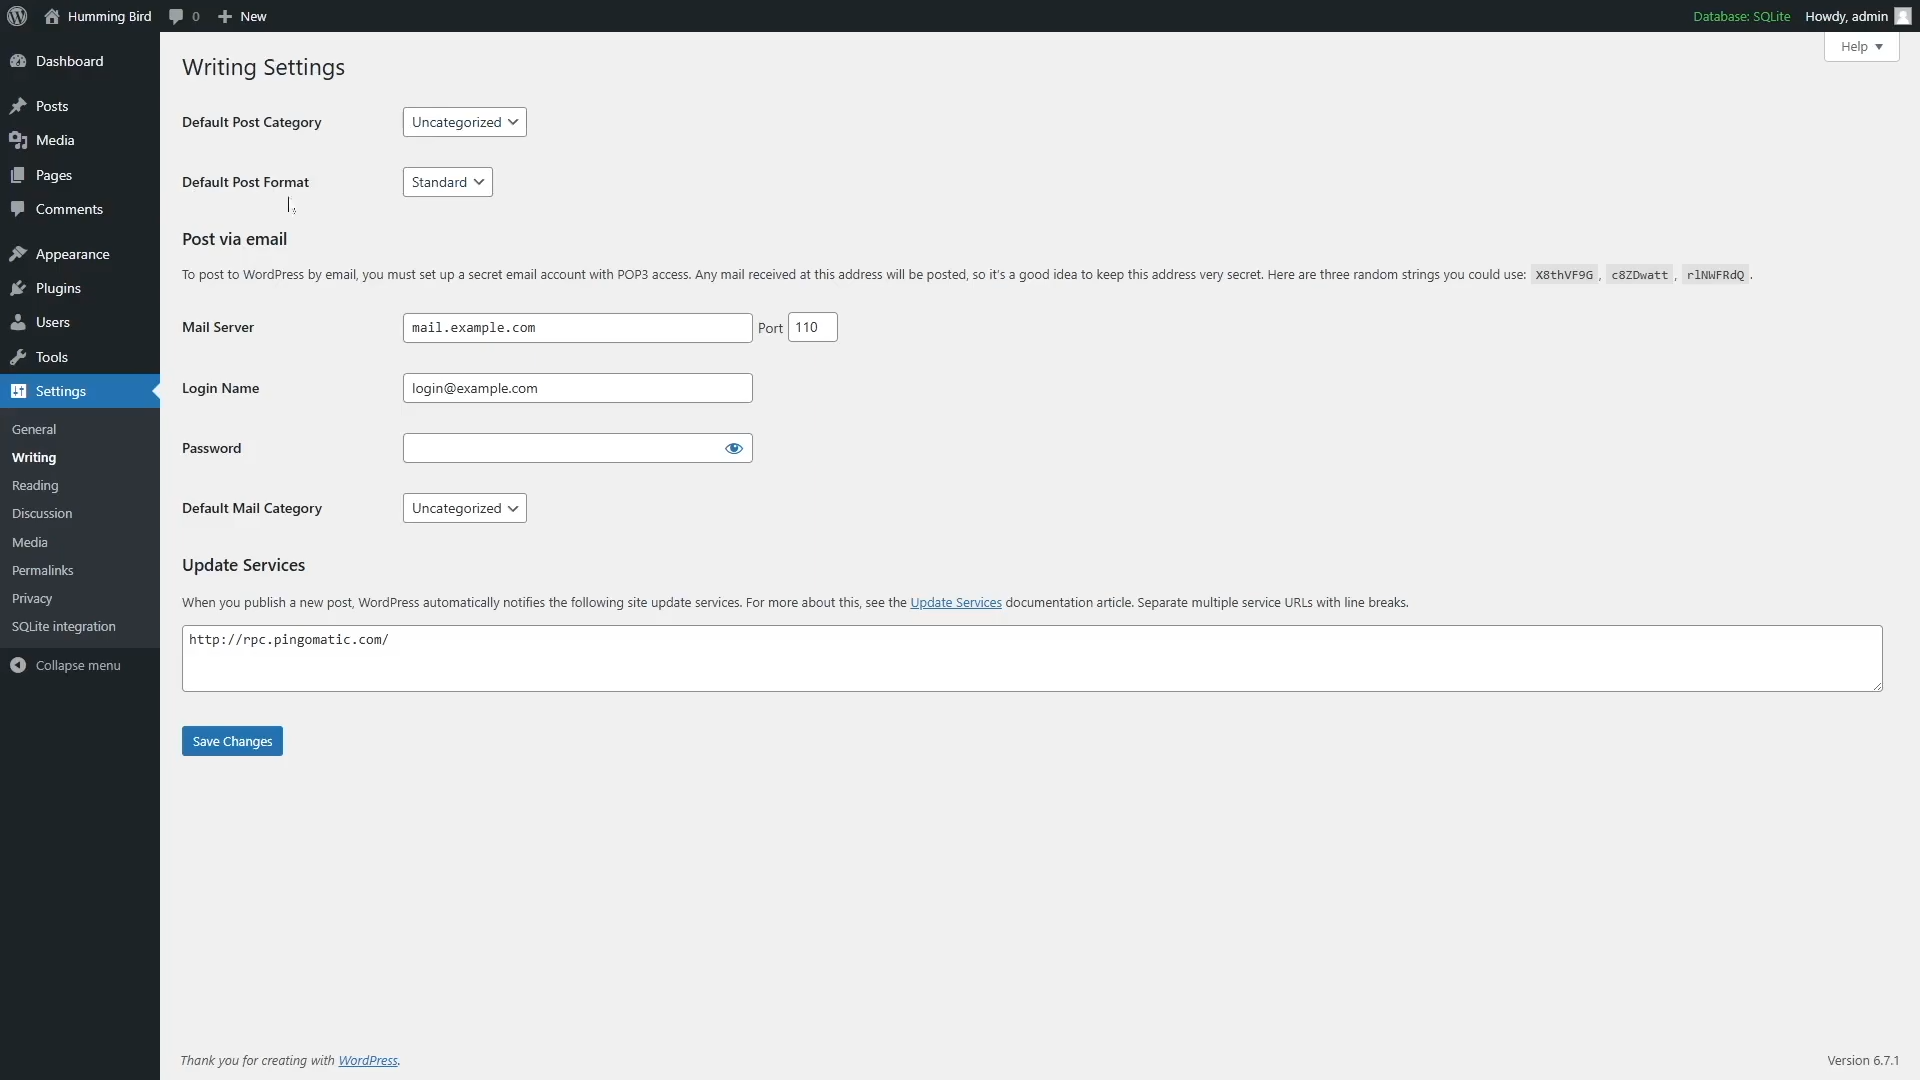 Humming Bird 0 New Database: SQLite Howdy, admin
Help
Dashboard
Posts
Media
Pages
Comments
Appearance
Plugins
Users
Tools
Settings
General
Writing
Reading
Discussion
Media
Permalinks
Privacy
SQLite integration
Collapse menu
Writing Settings
Default Post Category Uncategorized
Default Post Format Standard
Post via email
To post to WordPress by email, you must set up a secret email account with POP3 access. Any mail received at this address will be posted, so it's a good idea to keep this address very secret. Here are three random strings you could use: X8thVF9G , c8ZDwatt , rlNWFRdQ .
Mail Server mail.example.com Port 110
Login Name login@example.com
Password
Default Mail Category Uncategorized
Update Services
When you publish a new post, WordPress automatically notifies the following site update services. For more about this, see the Update Services documentation article. Separate multiple service URLs with line breaks.
http://rpc.pingomatic.com/
Save Changes
Thank you for creating with WordPress.
Version 6.7.1